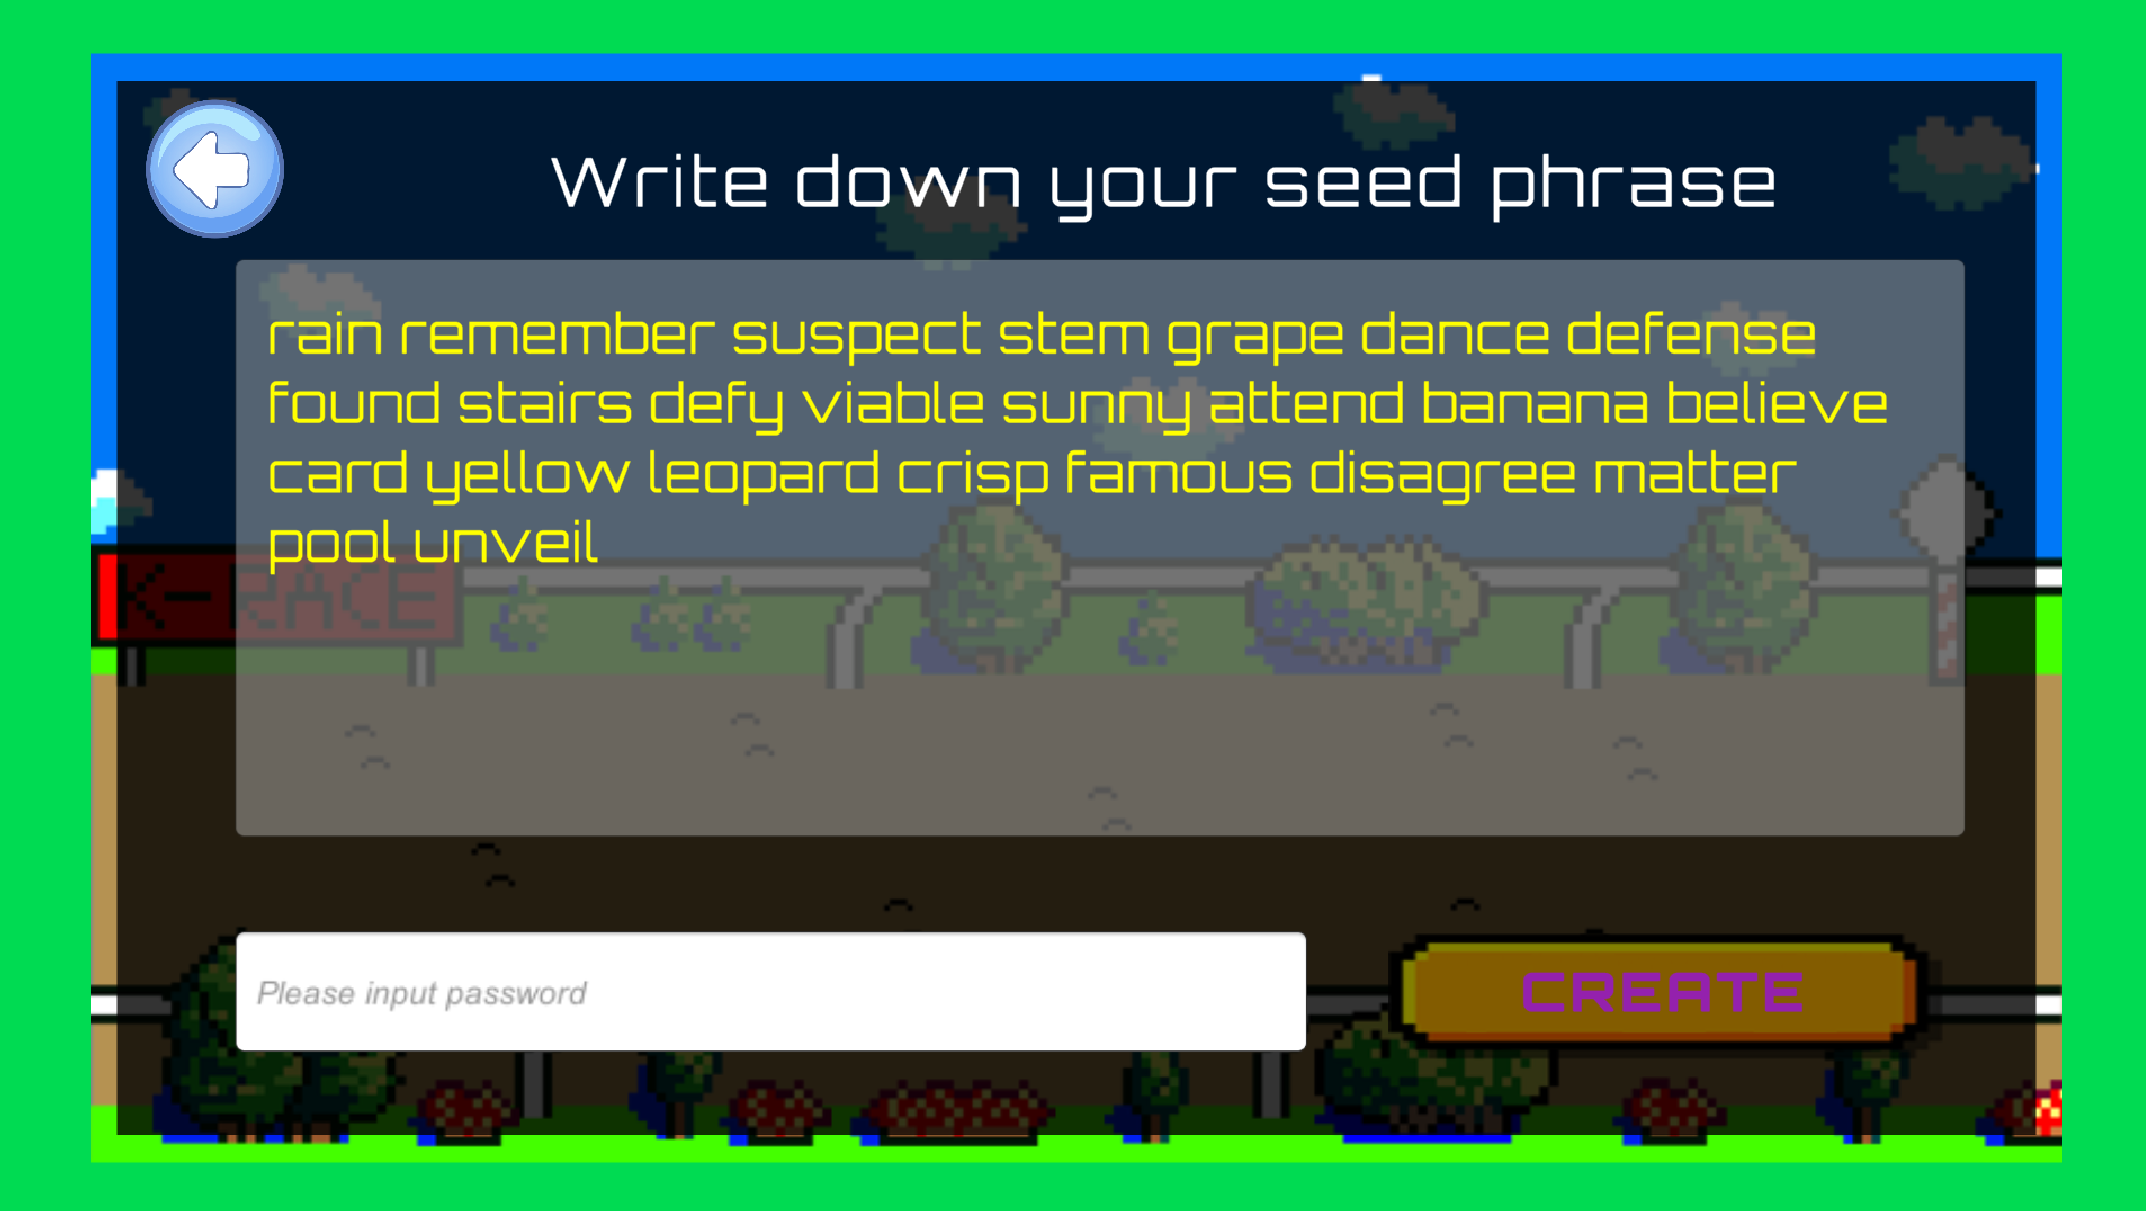 Write down your seed phrase
rain remember suspect stem grape dance defense
found stairs defy viable sunny attend banana believe
card yellow leopard crisp famous disagree matter
pool unveil
K-RACE
Please input password
CREATE